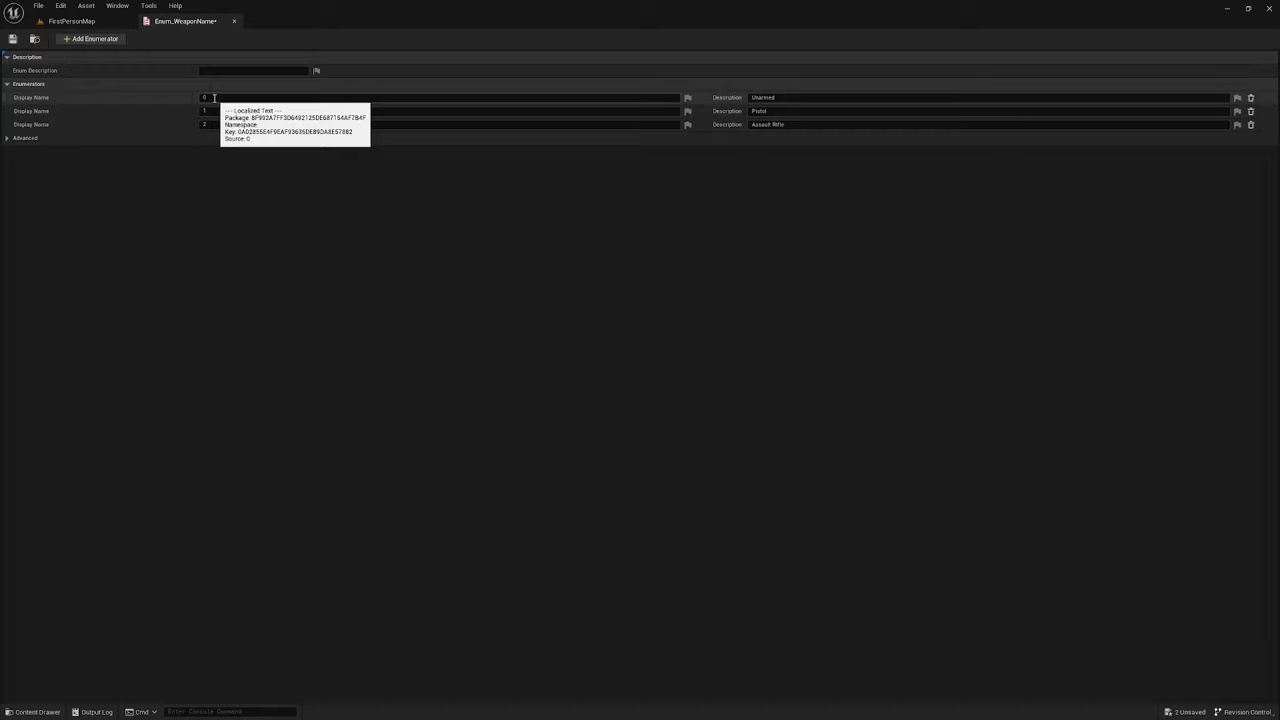 File Edit Asset Window Tools Help
FirstPersonMap Enum_WeaponName*
Add Enumerator
Description
Enum Description
Enumerators
Display Name 0 Description Unarmed
--- Localized Text ---
Display Name 1 Description Pistol
Package: 8F992A7FF3D6492125DE687154AF7B4F
Display Name 2 Description Assault Rifle
Namespace:
Key: 0AD2855E4F9EAF93636DE89DA8E57882
Advanced
Source: 0
Content Drawer Output Log Cmd Enter Console Command 2 Unsaved Revision Control